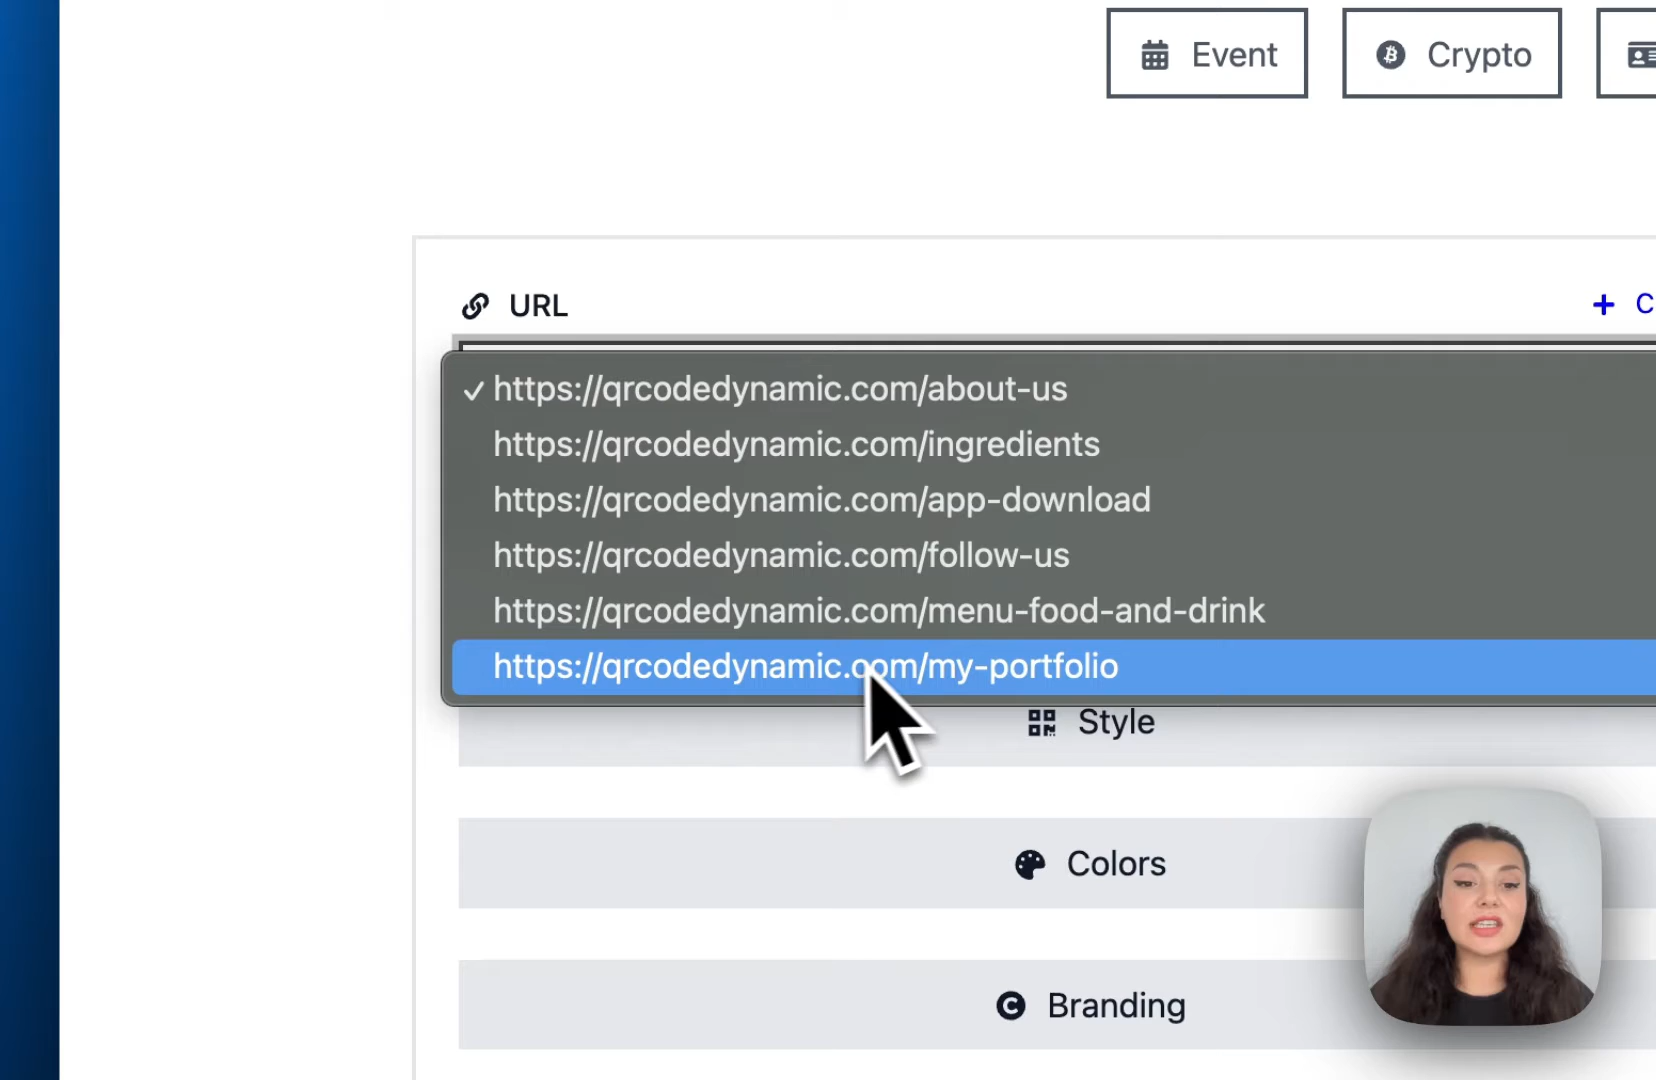 Event
Crypto
URL
+ C
✓ https://qrcodedynamic.com/about-us
https://qrcodedynamic.com/ingredients
https://qrcodedynamic.com/app-download
https://qrcodedynamic.com/follow-us
https://qrcodedynamic.com/menu-food-and-drink
https://qrcodedynamic.com/my-portfolio
Style
Colors
Branding